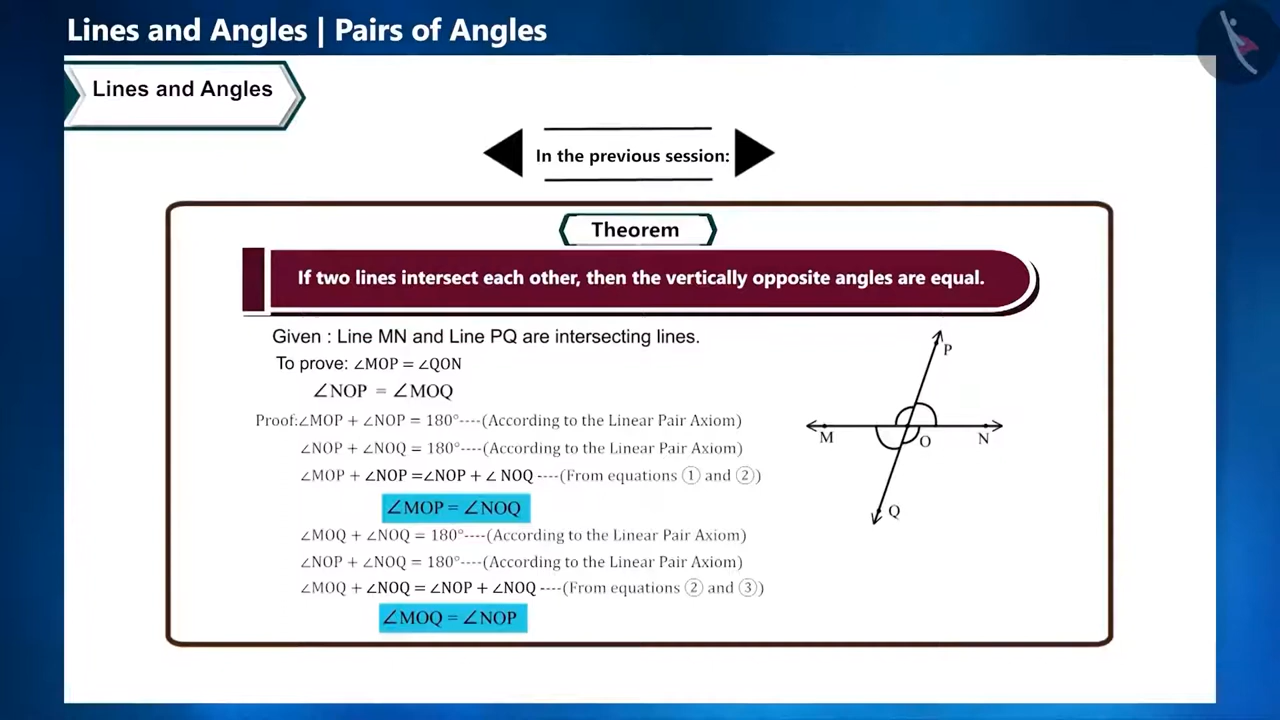 Lines and Angles | Pairs of Angles
Lines and Angles
In the previous session:
Theorem
If two lines intersect each other, then the vertically opposite angles are equal.
Given : Line MN and Line PQ are intersecting lines.
To prove: ∠MOP = ∠QON
∠NOP = ∠MOQ
Proof:∠MOP + ∠NOP = 180°----(According to the Linear Pair Axiom)
∠NOP + ∠NOQ = 180°----(According to the Linear Pair Axiom)
∠MOP + ∠NOP =∠NOP + ∠ NOQ ----(From equations ① and ②)
∠MOP = ∠NOQ
∠MOQ + ∠NOQ = 180°----(According to the Linear Pair Axiom)
∠NOP + ∠NOQ = 180°----(According to the Linear Pair Axiom)
∠MOQ + ∠NOQ = ∠NOP + ∠NOQ ----(From equations ② and ③)
∠MOQ = ∠NOP
P
M
O
N
Q